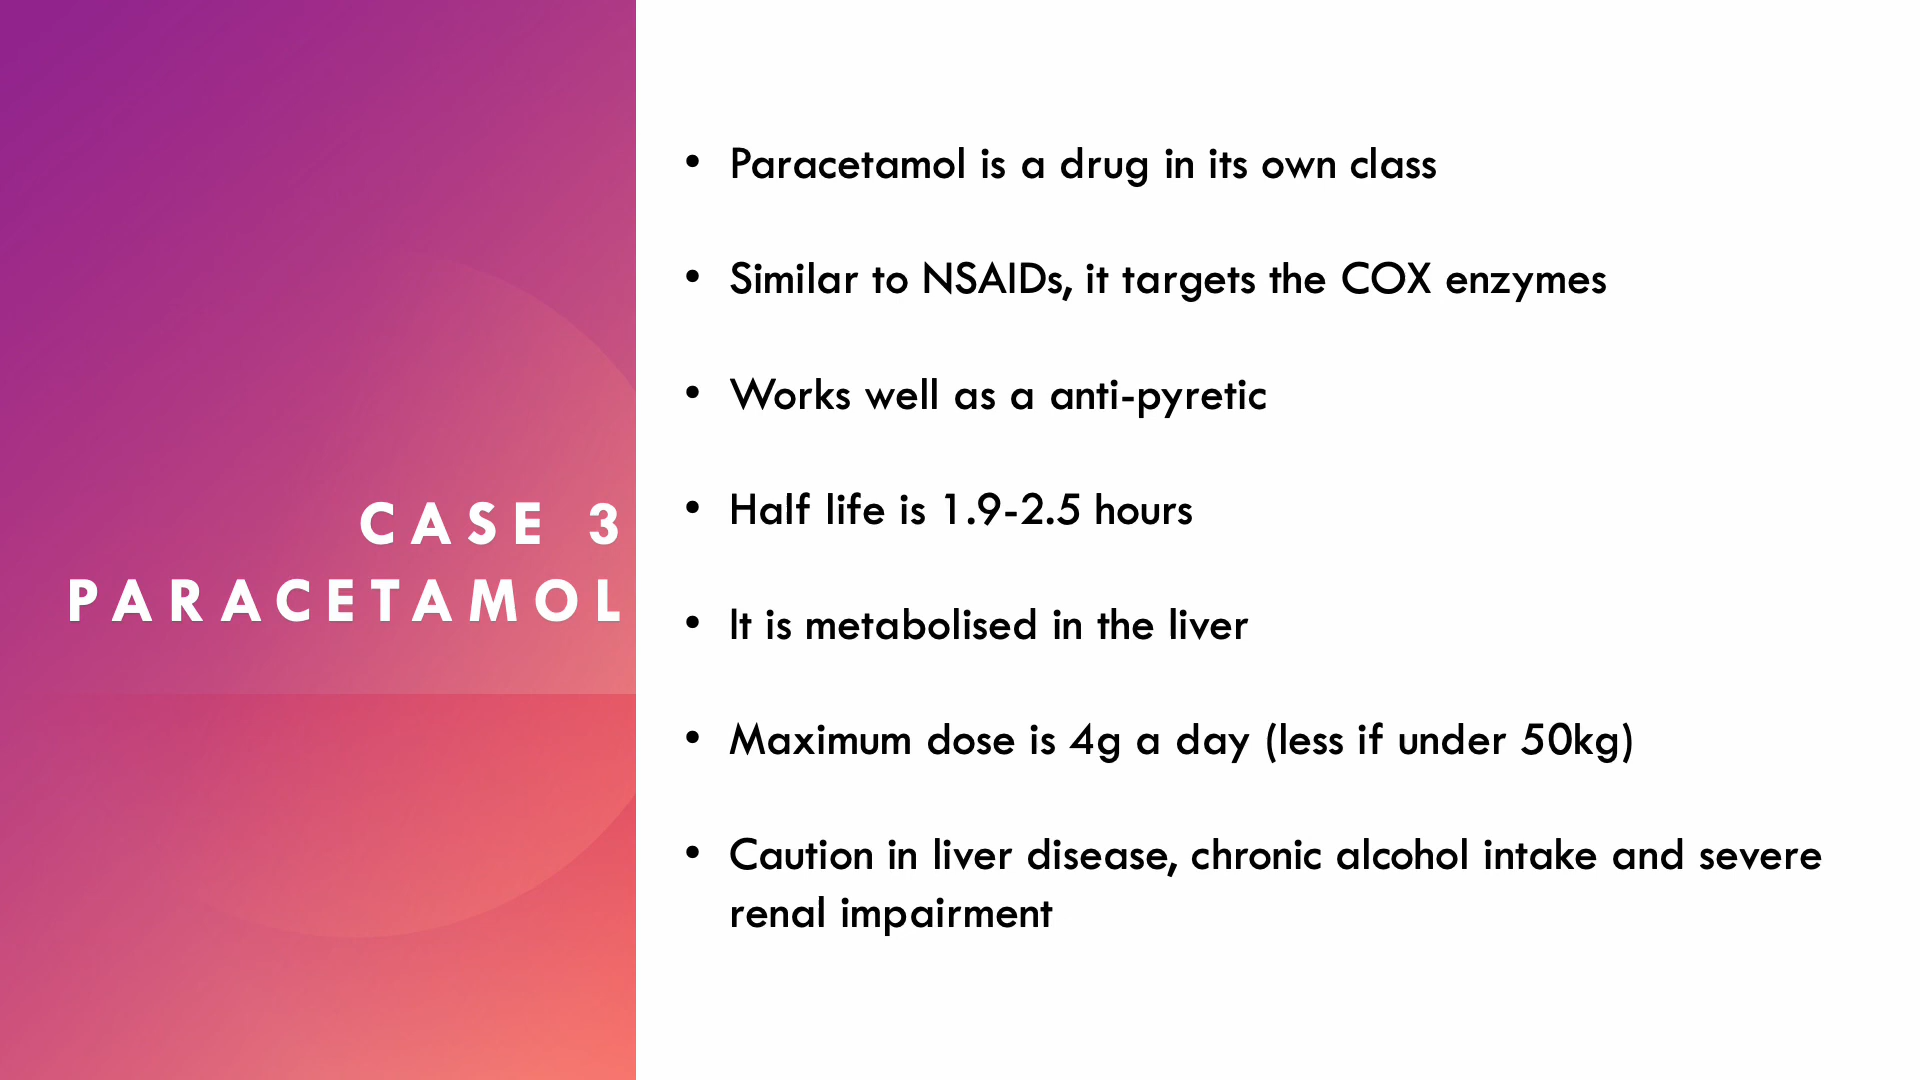 CASE 3
PARACETAMOL
• Paracetamol is a drug in its own class
• Similar to NSAIDs, it targets the COX enzymes
• Works well as a anti-pyretic
• Half life is 1.9-2.5 hours
• It is metabolised in the liver
• Maximum dose is 4g a day (less if under 50kg)
• Caution in liver disease, chronic alcohol intake and severe
renal impairment